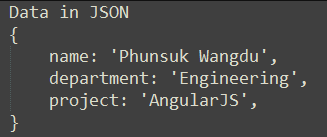 Data in JSON
{
    name: 'Phunsuk Wangdu',
    department: 'Engineering',
    project: 'AngularJS',
}